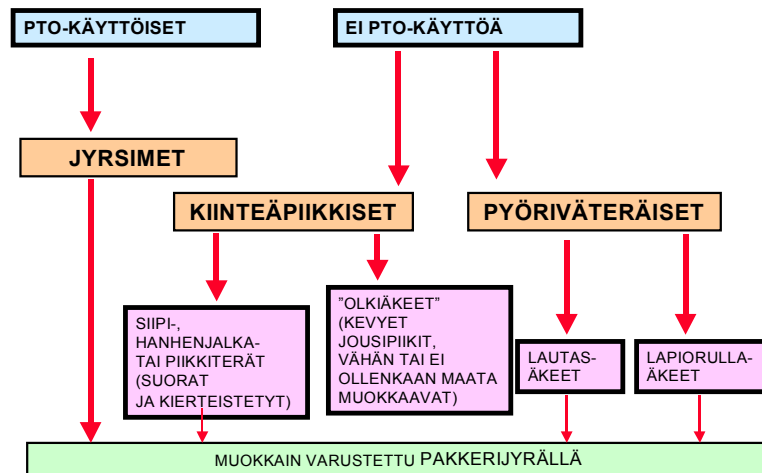 PTO-KÄYTTÖISET
EI PTO-KÄYTTÖÄ
JYRSIMET
KIINTEÄPIIKKISET
PYÖRIVÄTERÄISET
SIIPI-,
HANHENJALKA-
TAI PIIKKITERÄT
(SUORAT
JA KIERTEISTETYT)
"OLKIÄKEET"
(KEVYET
JOUSIPIIKIT,
VÄHÄN TAI EI
OLLENKAAN MAATA
MUOKKAAVAT)
LAUTAS-
ÄKEET
LAPIORULLA-
ÄKEET
MUOKKAIN VARUSTETTU PAKKERIJYRÄLLÄ